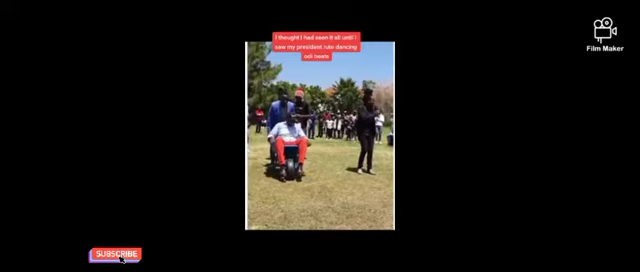 I thought I had seen it all until i
saw my president ruto dancing
odi beats
Film Maker
SUBSCRIBE